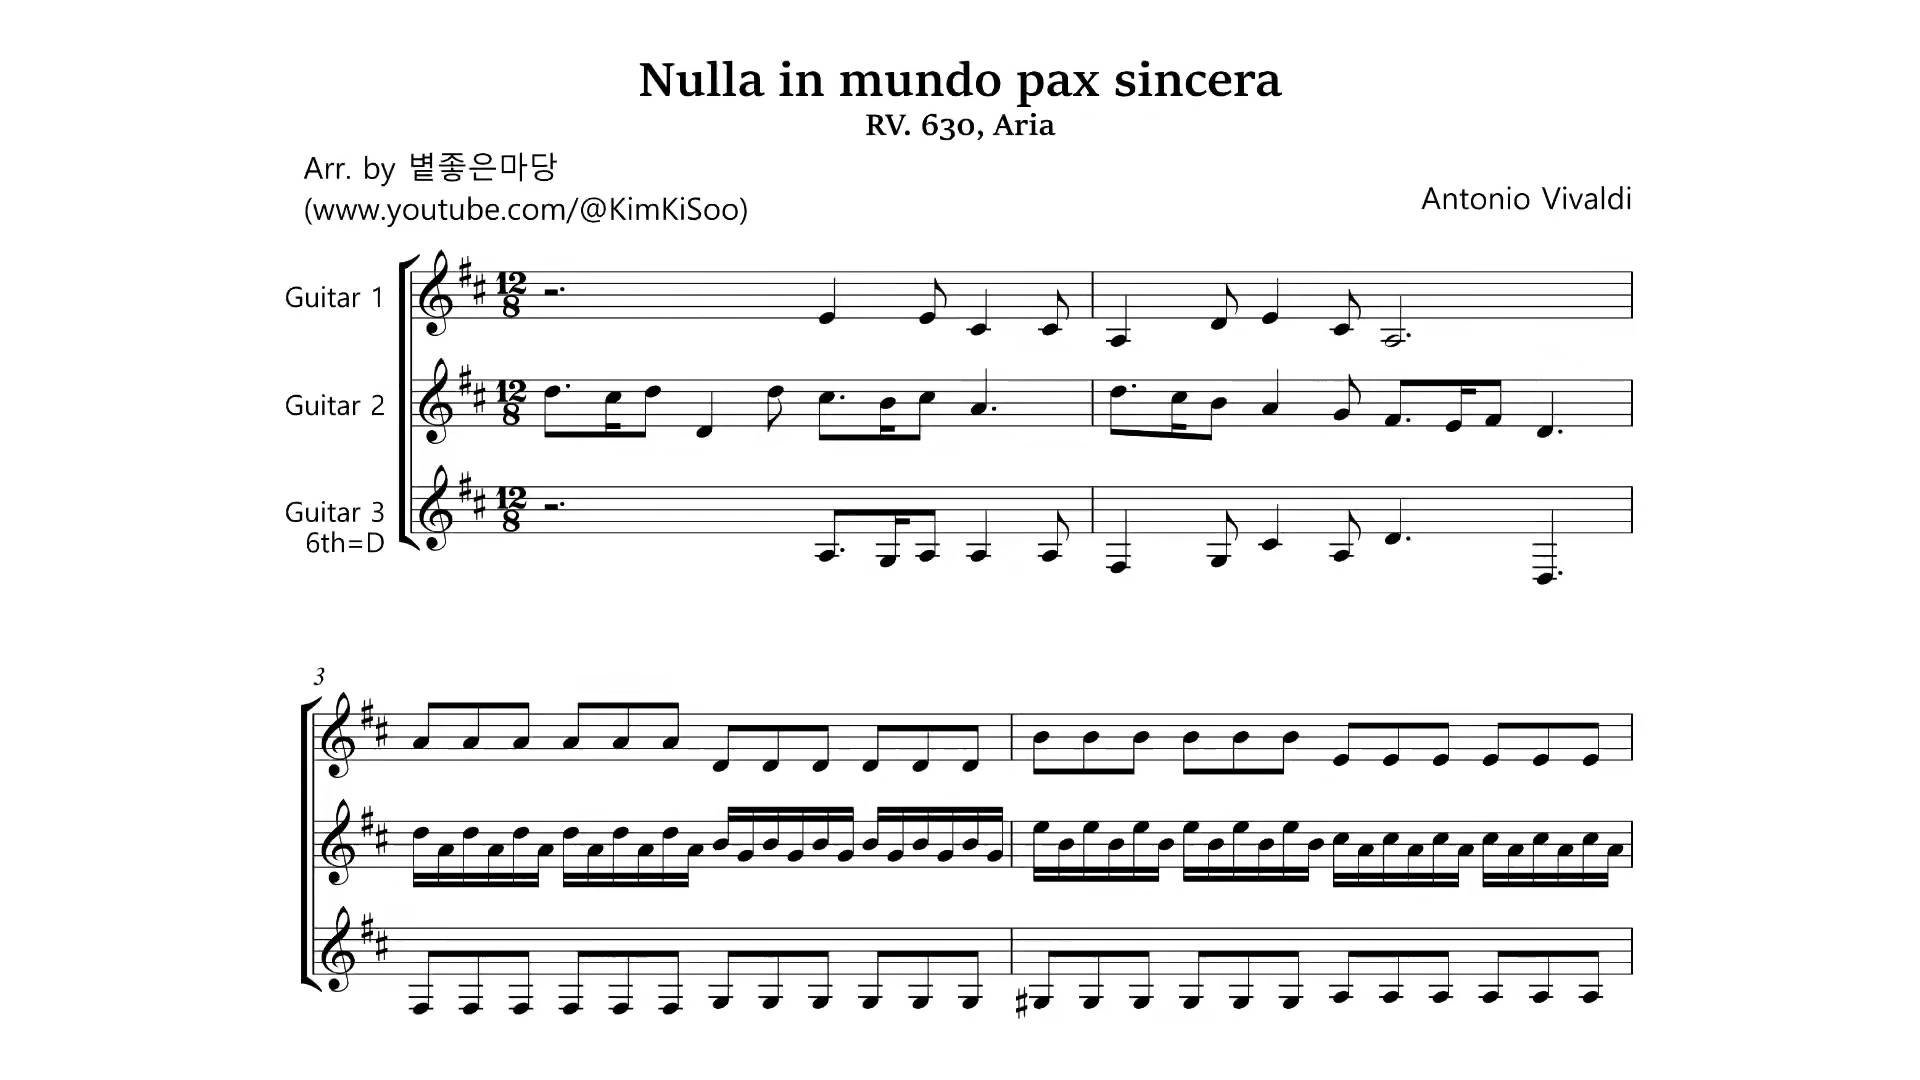 Nulla in mundo pax sincera
RV. 630, Aria
Arr. by 볕좋은마당
(www.youtube.com/@KimKiSoo)
Antonio Vivaldi
Guitar 1
12
8
Guitar 2
12
8
Guitar 3
6th=D
12
8
3